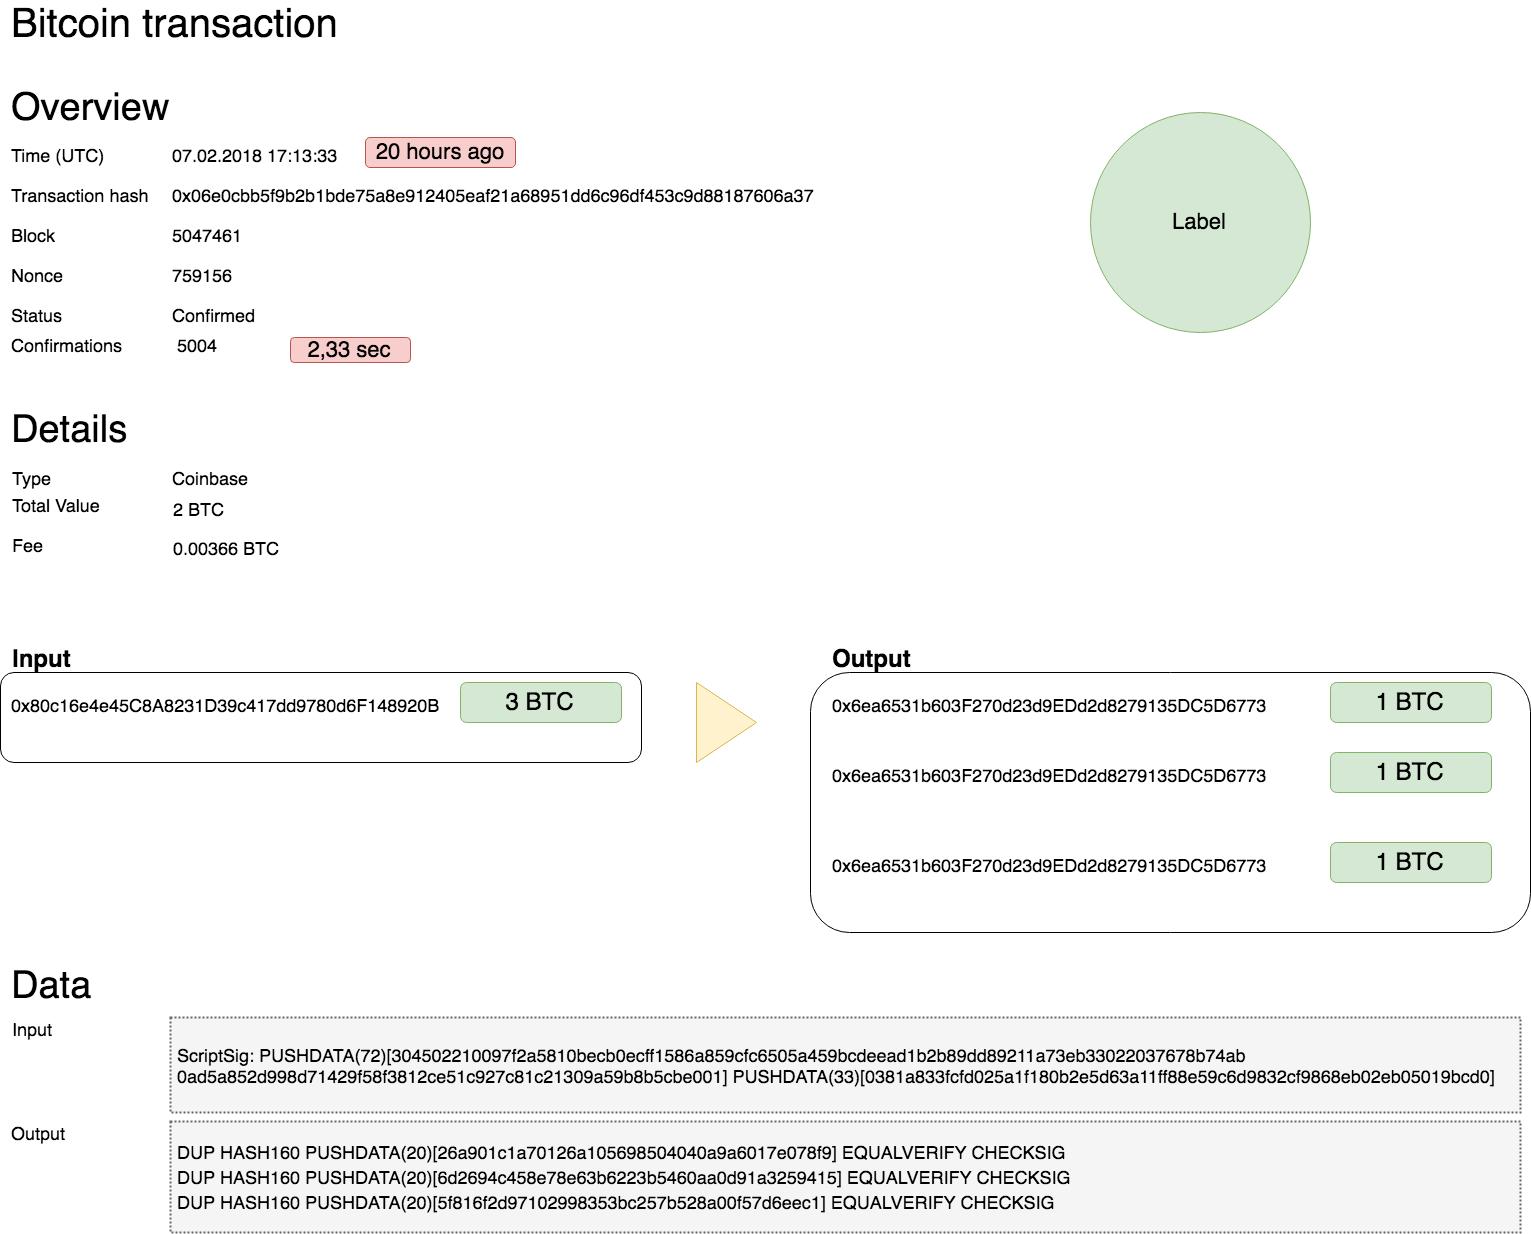 Bitcoin transaction
Overview
Time (UTC) 07.02.2018 17:13:33 20 hours ago
Transaction hash 0x06e0cbb5f9b2b1bde75a8e912405eaf21a68951dd6c96df453c9d88187606a37
Block 5047461
Nonce 759156
Status Confirmed
Confirmations 5004 2,33 sec
Label
Details
Type Coinbase
Total Value 2 BTC
Fee 0.00366 BTC
Input
0x80c16e4e45C8A8231D39c417dd9780d6F148920B 3 BTC
Output
0x6ea6531b603F270d23d9EDd2d8279135DC5D6773 1 BTC
0x6ea6531b603F270d23d9EDd2d8279135DC5D6773 1 BTC
0x6ea6531b603F270d23d9EDd2d8279135DC5D6773 1 BTC
Data
Input
ScriptSig: PUSHDATA(72)[304502210097f2a5810becb0ecff1586a859cfc6505a459bcdeead1b2b89dd89211a73eb33022037678b74ab
0ad5a852d998d71429f58f3812ce51c927c81c21309a59b8b5cbe001] PUSHDATA(33)[0381a833fcfd025a1f180b2e5d63a11ff88e59c6d9832cf9868eb02eb05019bcd0]
Output
DUP HASH160 PUSHDATA(20)[26a901c1a70126a105698504040a9a6017e078f9] EQUALVERIFY CHECKSIG
DUP HASH160 PUSHDATA(20)[6d2694c458e78e63b6223b5460aa0d91a3259415] EQUALVERIFY CHECKSIG
DUP HASH160 PUSHDATA(20)[5f816f2d97102998353bc257b528a00f57d6eec1] EQUALVERIFY CHECKSIG